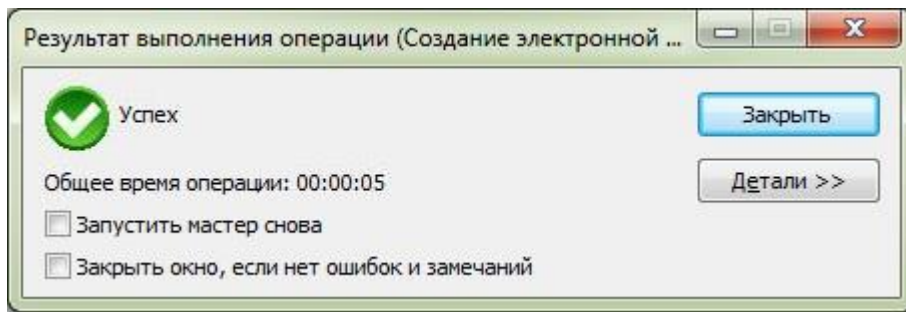 Результат выполнения операции (Создание электронной ...
Успех
Закрыть
Общее время операции: 00:00:05
Детали >>
Запустить мастер снова
Закрыть окно, если нет ошибок и замечаний